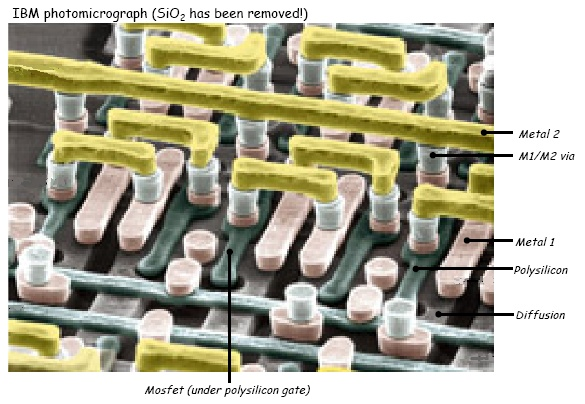 IBM photomicrograph (SiO2 has been removed!)
Metal 2
M1/M2 via
Metal 1
Polysilicon
Diffusion
Mosfet (under polysilicon gate)